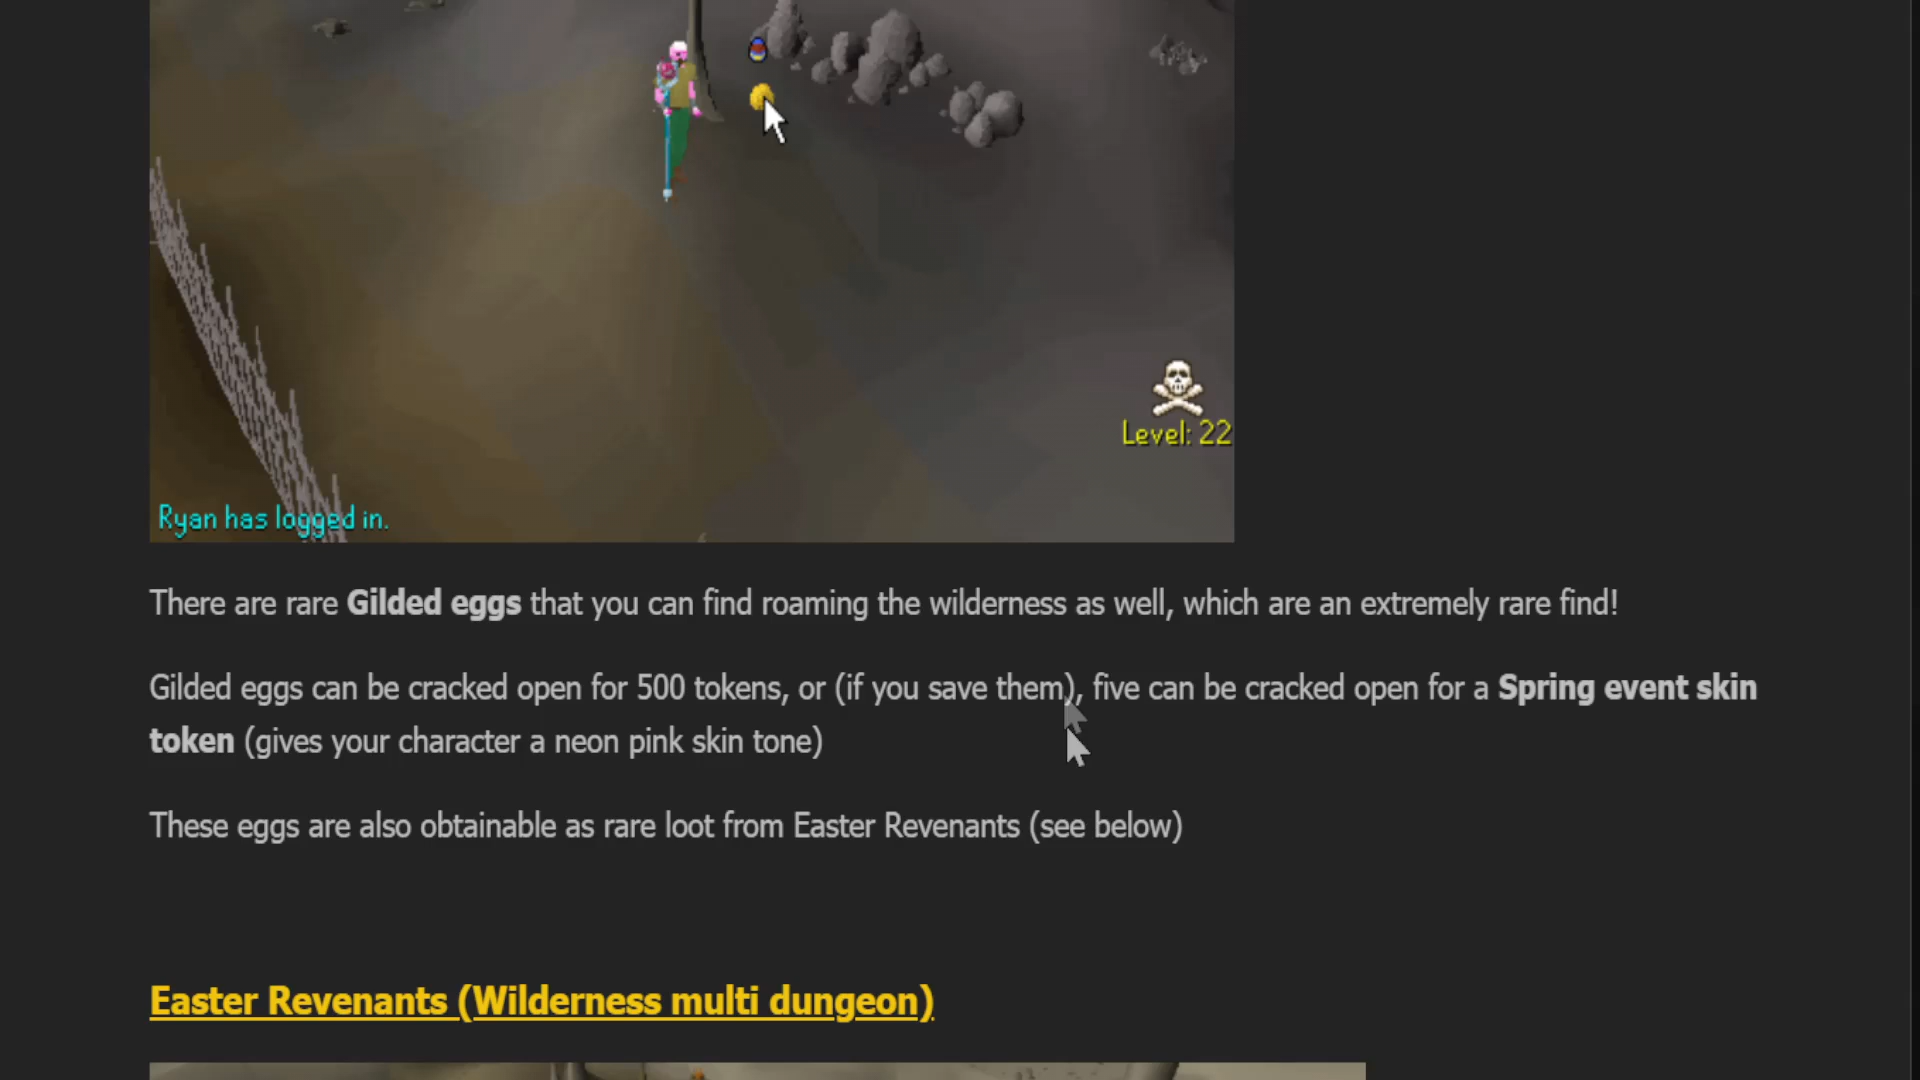 Level: 22
Ryan has logged in.
There are rare Gilded eggs that you can find roaming the wilderness as well, which are an extremely rare find!
Gilded eggs can be cracked open for 500 tokens, or (if you save them), five can be cracked open for a Spring event skin
token (gives your character a neon pink skin tone)
These eggs are also obtainable as rare loot from Easter Revenants (see below)
Easter Revenants (Wilderness multi dungeon)